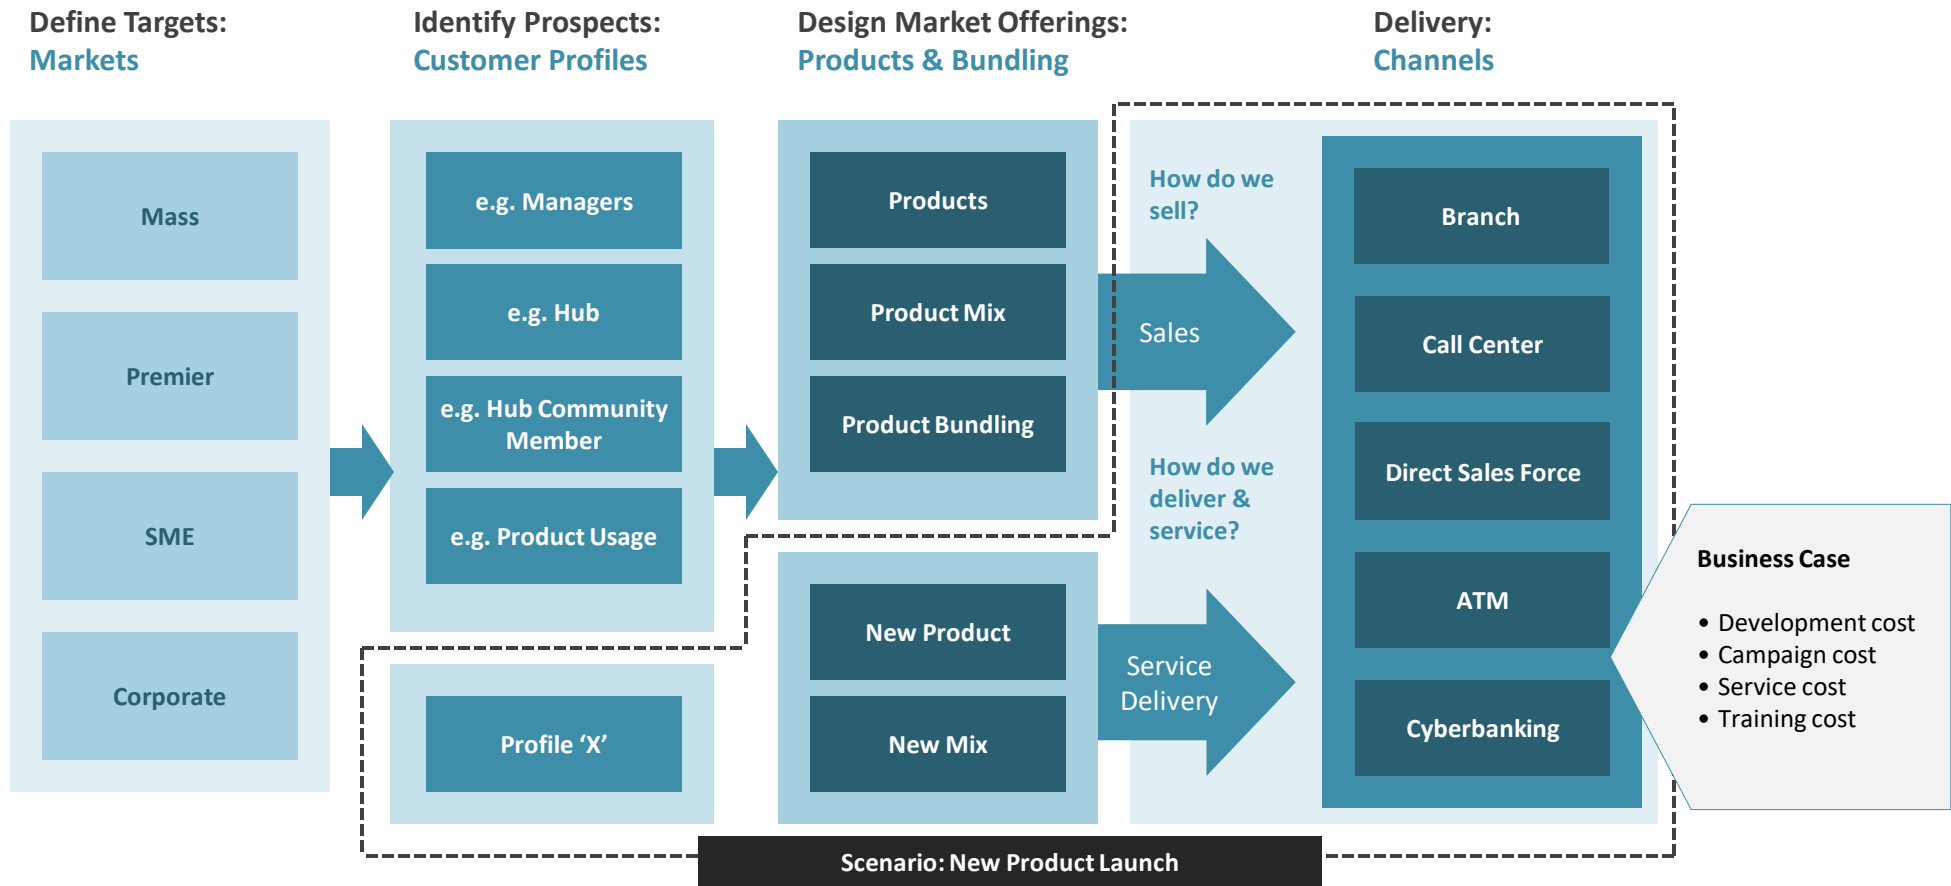 Define Targets:
Markets
Identify Prospects:
Customer Profiles
Design Market Offerings:
Products & Bundling
Delivery:
Channels
Mass
Premier
SME
Corporate
e.g. Managers
e.g. Hub
e.g. Hub Community
Member
e.g. Product Usage
Profile ‘X’
Products
Product Mix
Product Bundling
New Product
New Mix
How do we
sell?
Sales
How do we
deliver &
service?
Service
Delivery
Branch
Call Center
Direct Sales Force
ATM
Cyberbanking
Business Case
• Development cost
• Campaign cost
• Service cost
• Training cost
Scenario: New Product Launch